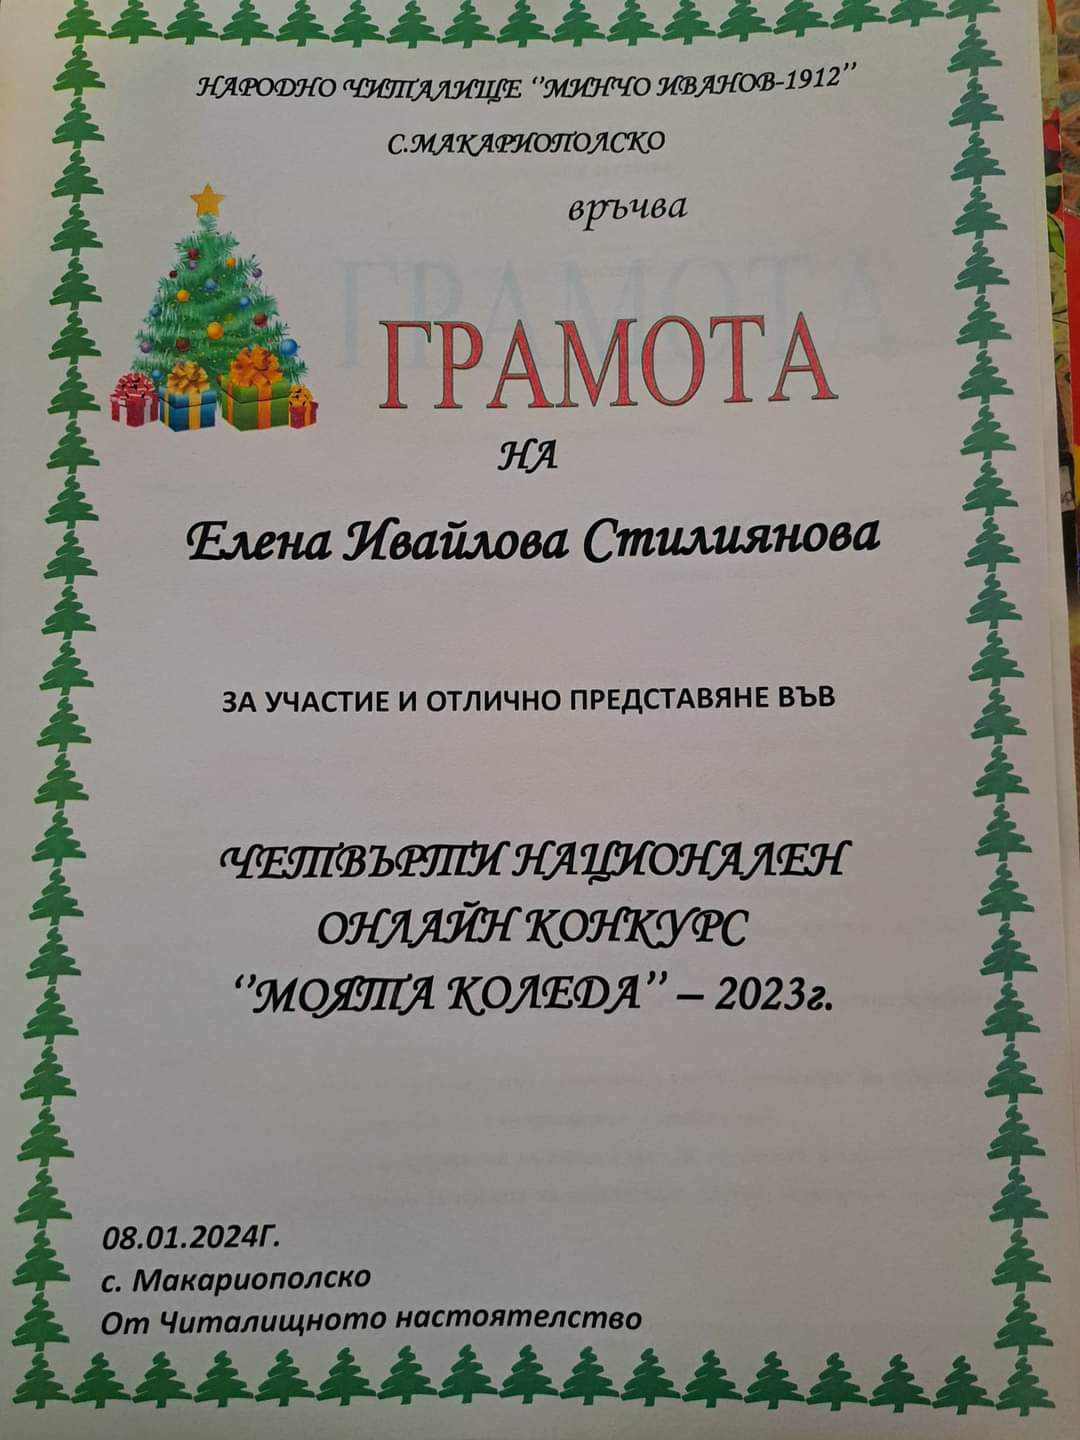 НАРОДНО ЧИТАЛИЩЕ ‘’МИНЧО ИВАНОВ-1912’’
С.МАКАРИОПОЛСКО
връчва
ГРАМОТА
НА
Елена Ивайлова Стилиянова
ЗА УЧАСТИЕ И ОТЛИЧНО ПРЕДСТАВЯНЕ ВЪВ
ЧЕТВЪРТИ НАЦИОНАЛЕН
ОНЛАЙН КОНКУРС
‘’МОЯТА КОЛЕДА’’ – 2023г.
08.01.2024Г.
с. Макариополско
От Читалищното настоятелство